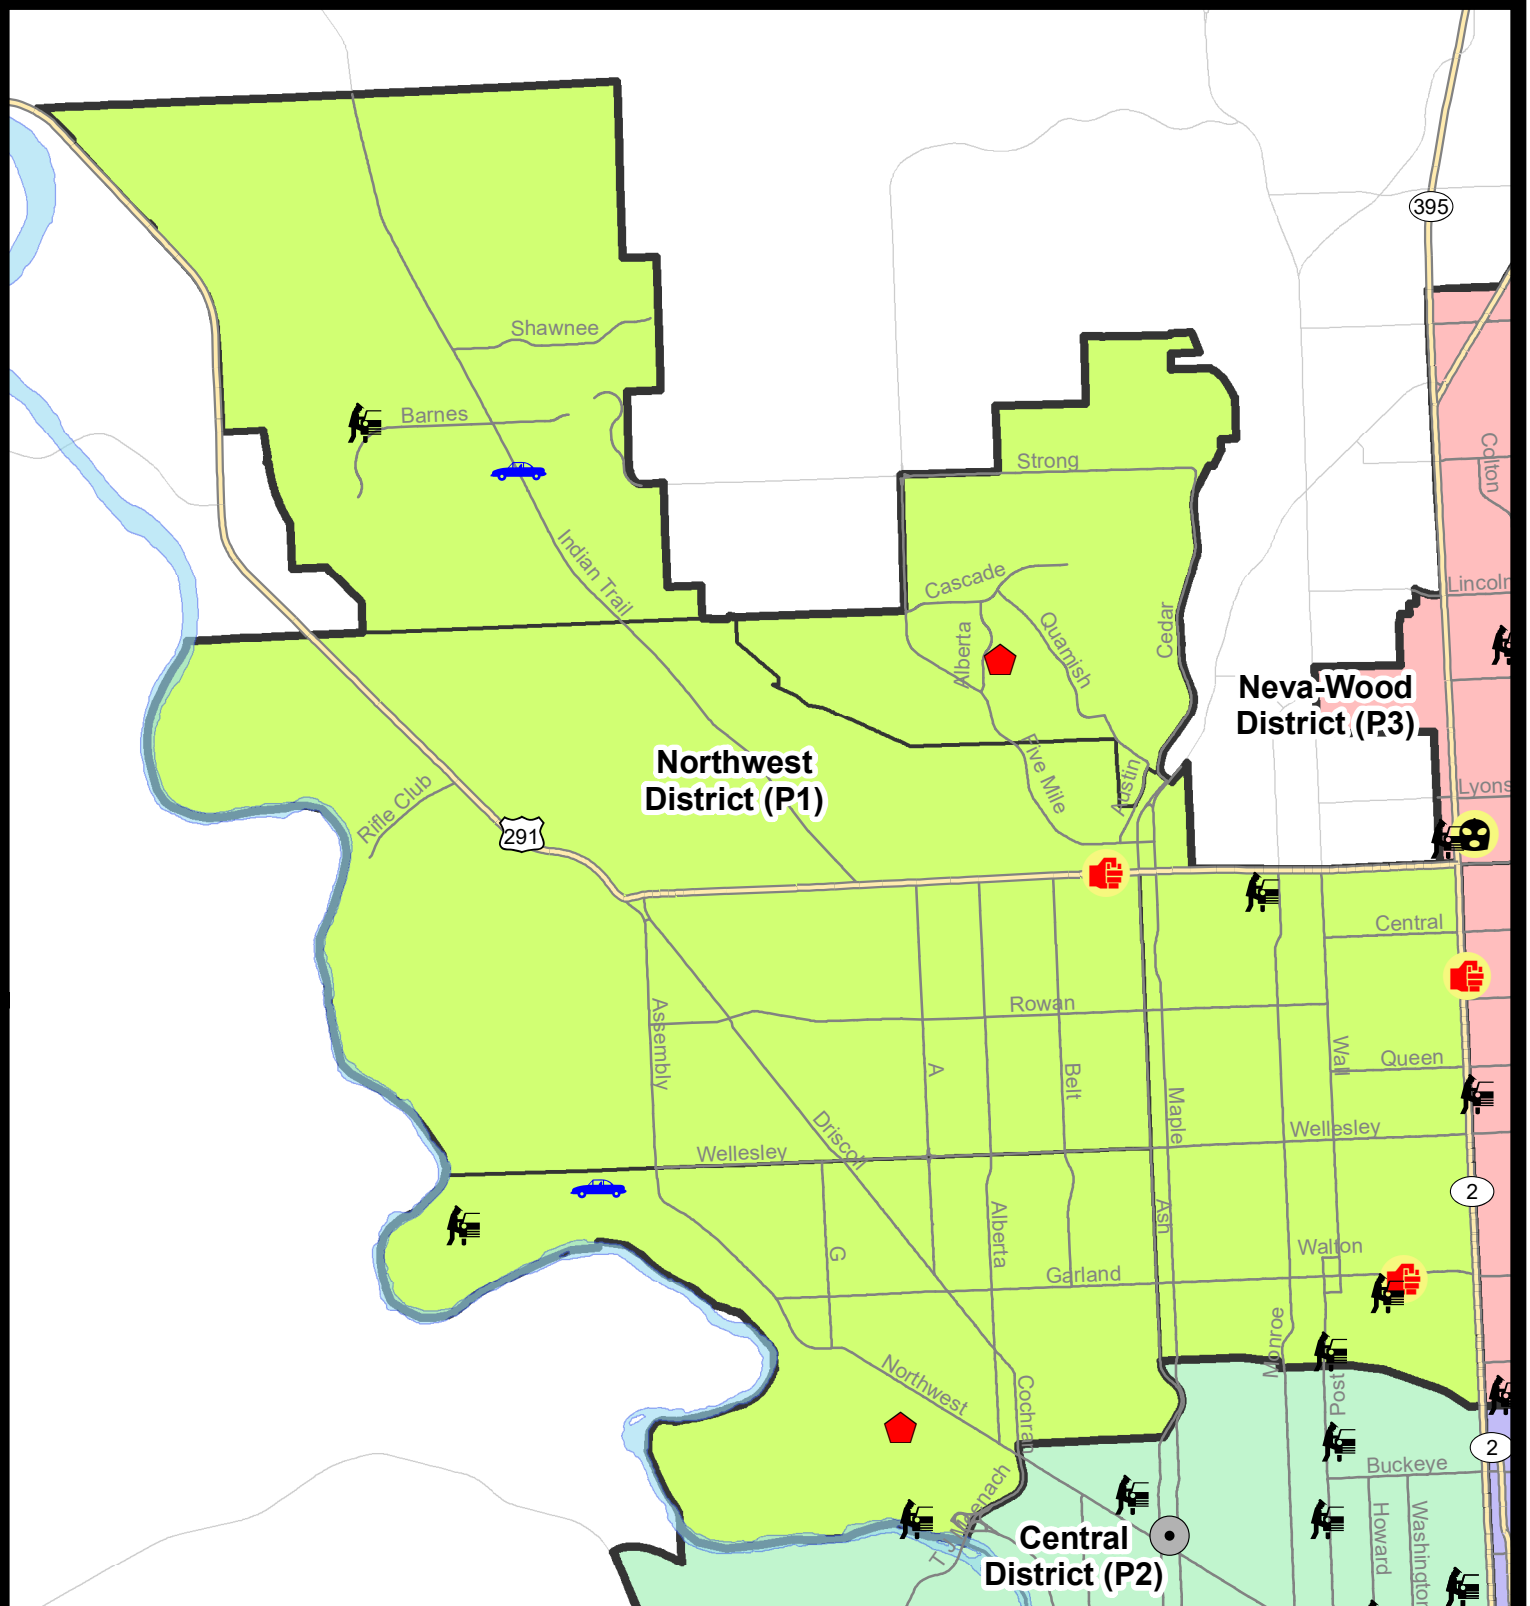 395
Shawnee
Barnes
Colton
Strong
Indian Trail
Cascade
Lincoln
Alberta
Quamish
Cedar
Neva-Wood
District (P3)
Northwest
District (P1)
Five Mile
Austin
Lyons
Rifle Club
291
Central
Assembly
Rowan
A
Belt
Wall
Queen
Maple
Driscoll
Wellesley
Wellesley
2
Alberta
Ash
G
Walton
Garland
Monroe
Northwest
Cochran
Post
2
Buckeye
Howard
Washington
Central
District (P2)